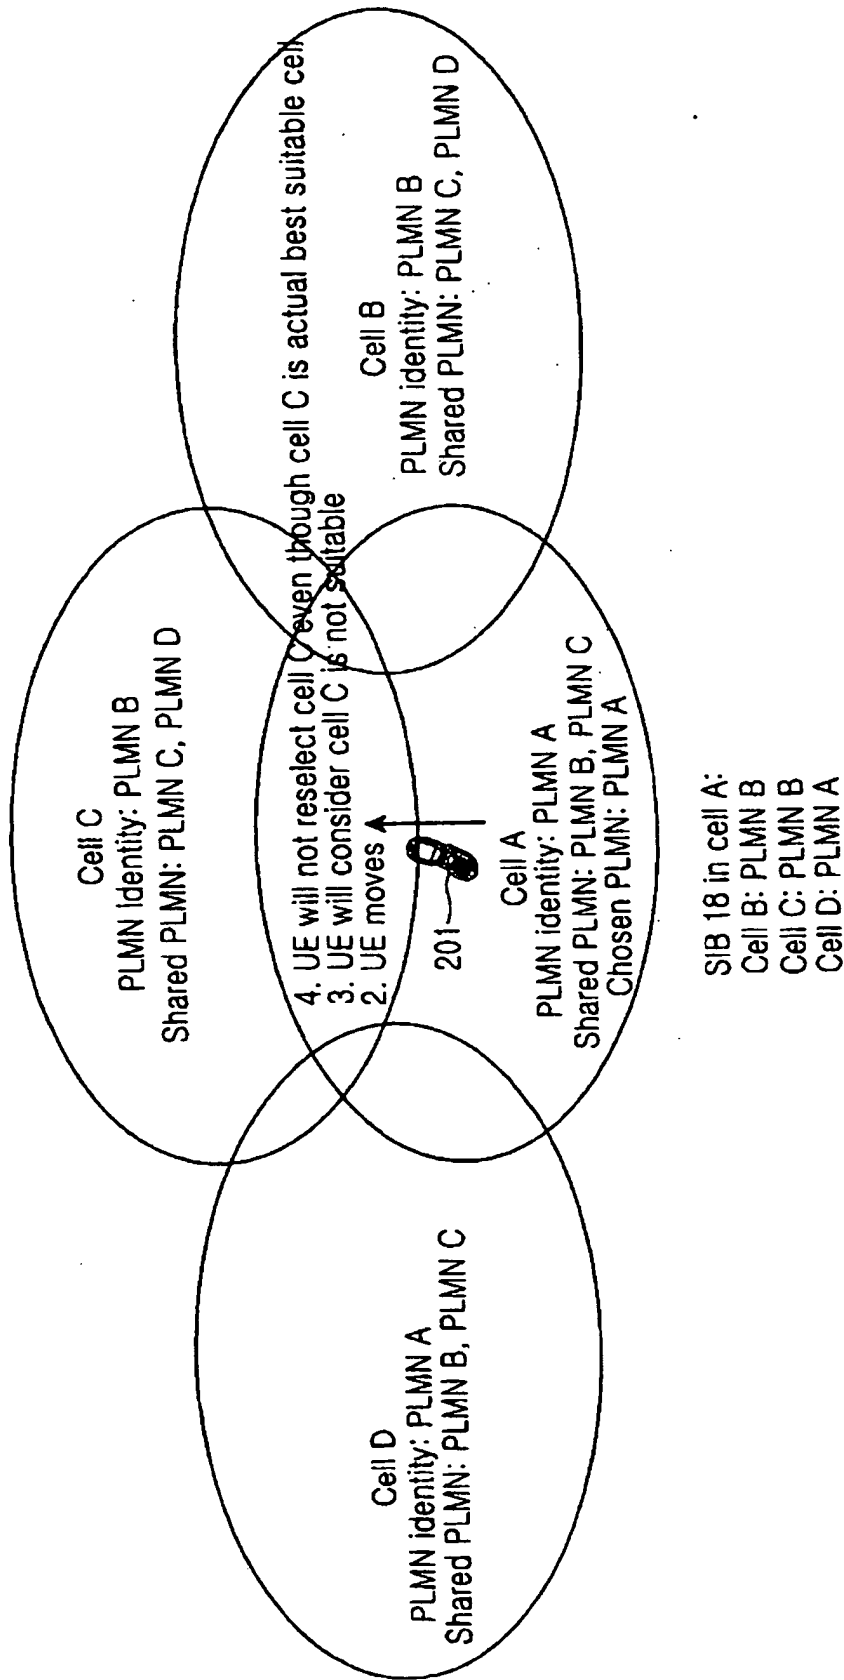 Cell C
PLMN Identity: PLMN B
Shared PLMN: PLMN C, PLMN D
4. UE will not reselect cell C even though cell C is actual best suitable cell
3. UE will consider cell C is not suitable
2. UE moves
Cell D
PLMN identity: PLMN A
Shared PLMN: PLMN B, PLMN C
201
Cell A
PLMN identity: PLMN A
Shared PLMN: PLMN B, PLMN C
Chosen PLMN: PLMN A
Cell B
PLMN identity: PLMN B
Shared PLMN: PLMN C, PLMN D
SIB 18 in cell A:
Cell B: PLMN B
Cell C: PLMN B
Cell D: PLMN A